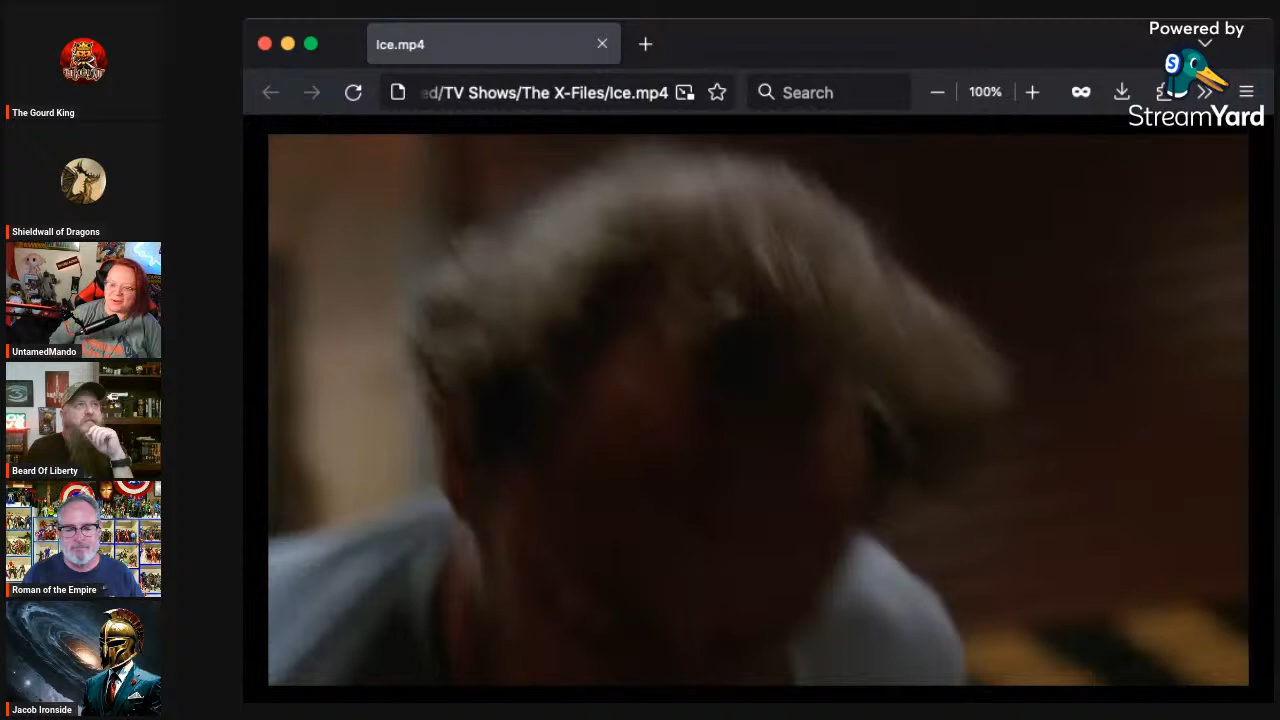 Ice.mp4
ed/TV Shows/The X-Files/Ice.mp4
Search
100%
Powered by
S
StreamYard
The Gourd King
Shieldwall of Dragons
UntamedMando
Beard Of Liberty
Roman of the Empire
Jacob Ironside